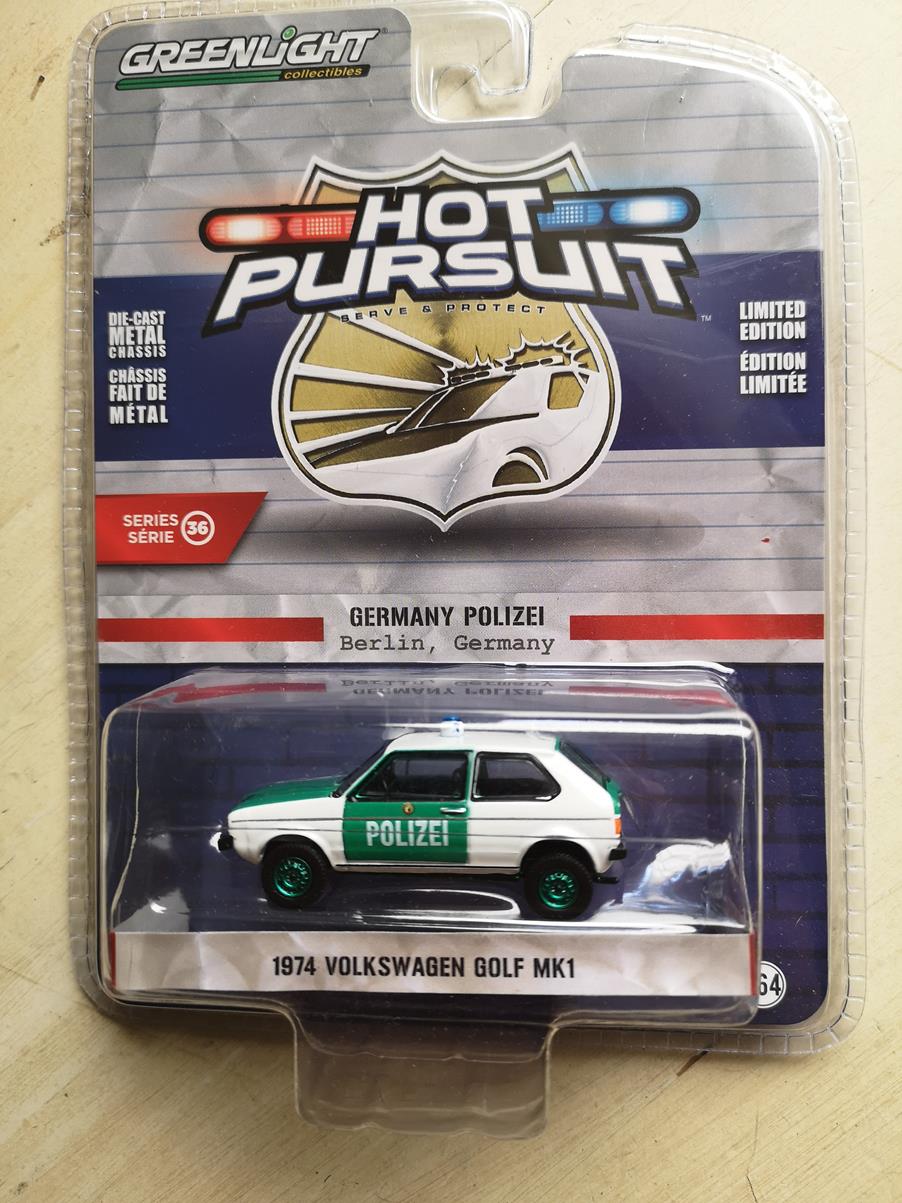 GREENLIGHT®
collectibles
HOT
PURSUIT™
SERVE & PROTECT
DIE-CAST
METAL
CHASSIS
CHÂSSIS
FAIT DE
MÉTAL
LIMITED
EDITION
ÉDITION
LIMITÉE
SERIES
SÉRIE
36
GERMANY POLIZEI
Berlin, Germany
POLIZEI
1974 VOLKSWAGEN GOLF MK1
64